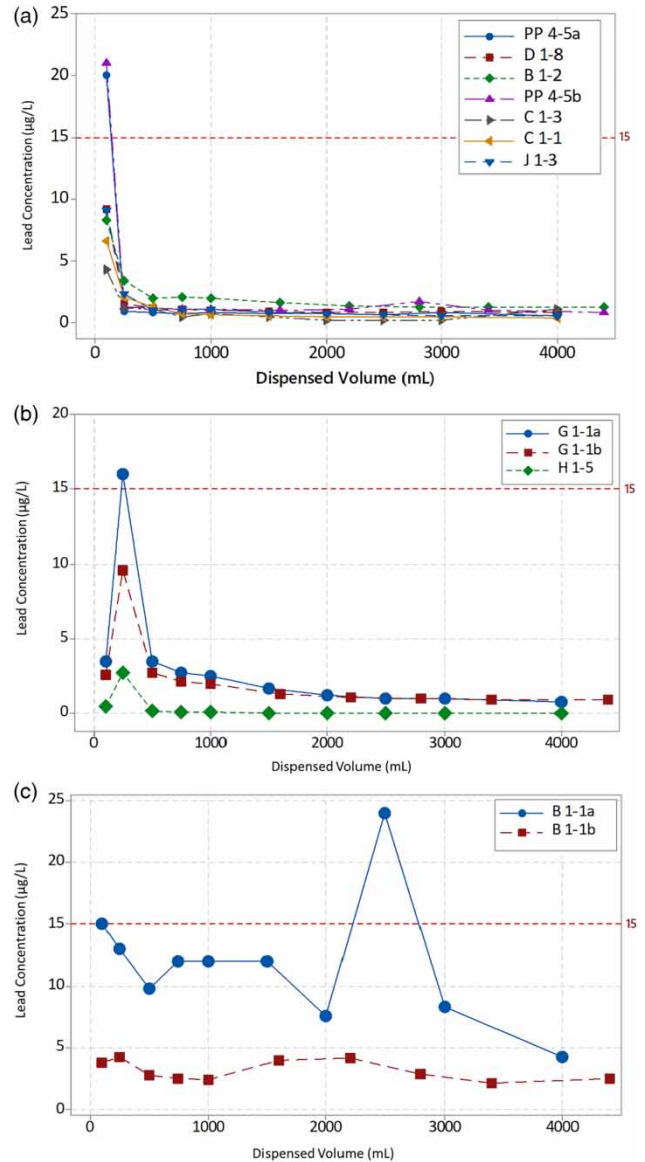 (a)
25
20
15
10
5
0
Lead Concentration (µg/L)
PP 4-5a
D 1-8
B 1-2
PP 4-5b
C 1-3
C 1-1
J 1-3
15
0 1000 2000 3000 4000
Dispensed Volume (mL)
(b)
20
15
10
5
0
Lead Concentration (µg/L)
G 1-1a
G 1-1b
H 1-5
15
0 1000 2000 3000 4000
Dispensed Volume (mL)
(c)
25
20
15
10
5
0
Lead Concentration (µg/L)
B 1-1a
B 1-1b
15
0 1000 2000 3000 4000
Dispensed Volume (mL)